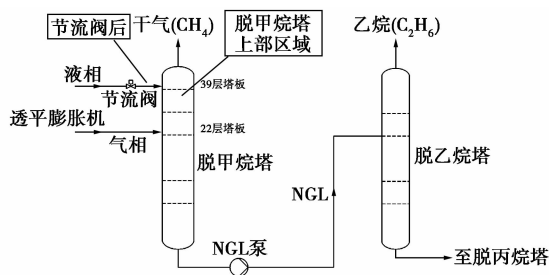 节流阀后
干气(CH₄)
脱甲烷塔
上部区域
乙烷(C₂H₆)
液相
节流阀
39层塔板
透平膨胀机
气相
22层塔板
脱甲烷塔
脱乙烷塔
NGL
NGL泵
至脱丙烷塔